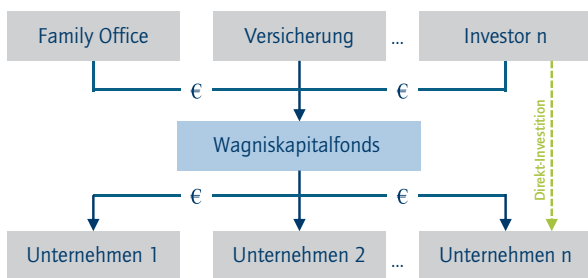 Family Office
Versicherung
...
Investor n
€
€
Direkt-Investition
Wagniskapitalfonds
€
€
Unternehmen 1
Unternehmen 2
...
Unternehmen n